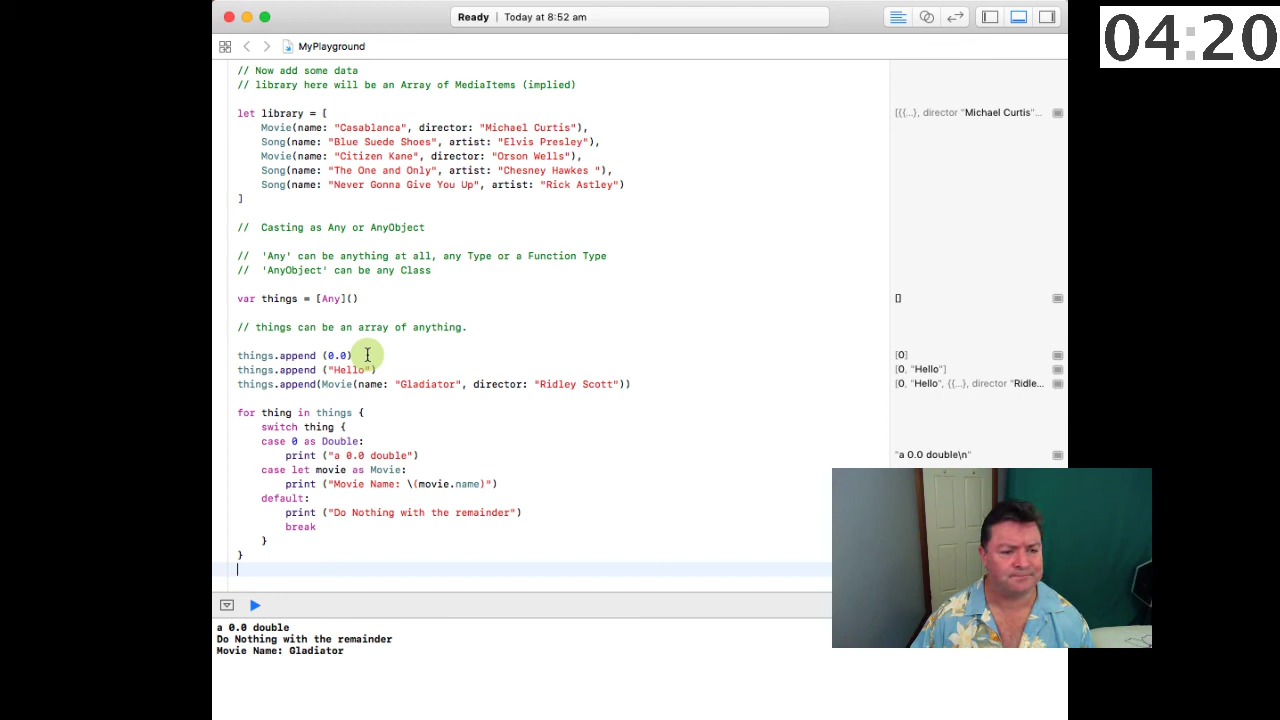 Ready | Today at 8:52 am
04:20
MyPlayground
// Now add some data
// library here will be an Array of MediaItems (implied)
let library = [
[{{...}, director "Michael Curtis"...
Movie(name: "Casablanca", director: "Michael Curtis"),
Song(name: "Blue Suede Shoes", artist: "Elvis Presley"),
Movie(name: "Citizen Kane", director: "Orson Wells"),
Song(name: "The One and Only", artist: "Chesney Hawkes "),
Song(name: "Never Gonna Give You Up", artist: "Rick Astley")
]
// Casting as Any or AnyObject
// 'Any' can be anything at all, any Type or a Function Type
// 'AnyObject' can be any Class
var things = [Any]()
[]
// things can be an array of anything.
things.append (0.0)
[0]
things.append ("Hello")
[0, "Hello"]
things.append(Movie(name: "Gladiator", director: "Ridley Scott"))
[0, "Hello", {{...}, director "Ridle...
for thing in things {
switch thing {
case 0 as Double:
print ("a 0.0 double")
"a 0.0 double\n"
case let movie as Movie:
print ("Movie Name: \(movie.name)")
default:
print ("Do Nothing with the remainder")
break
}
}
a 0.0 double
Do Nothing with the remainder
Movie Name: Gladiator